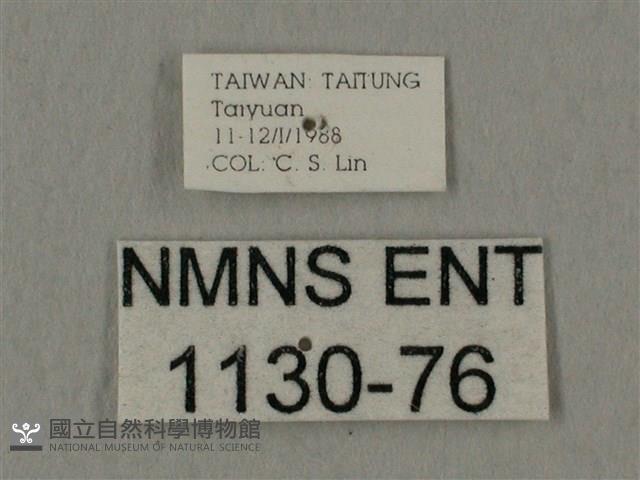 TAIWAN: TAITUNG
Taiyuan
11-12/I/1988
COL. C. S. Lin
NMNS ENT
1130-76
國立自然科學博物館
NATIONAL MUSEUM OF NATURAL SCIENCE